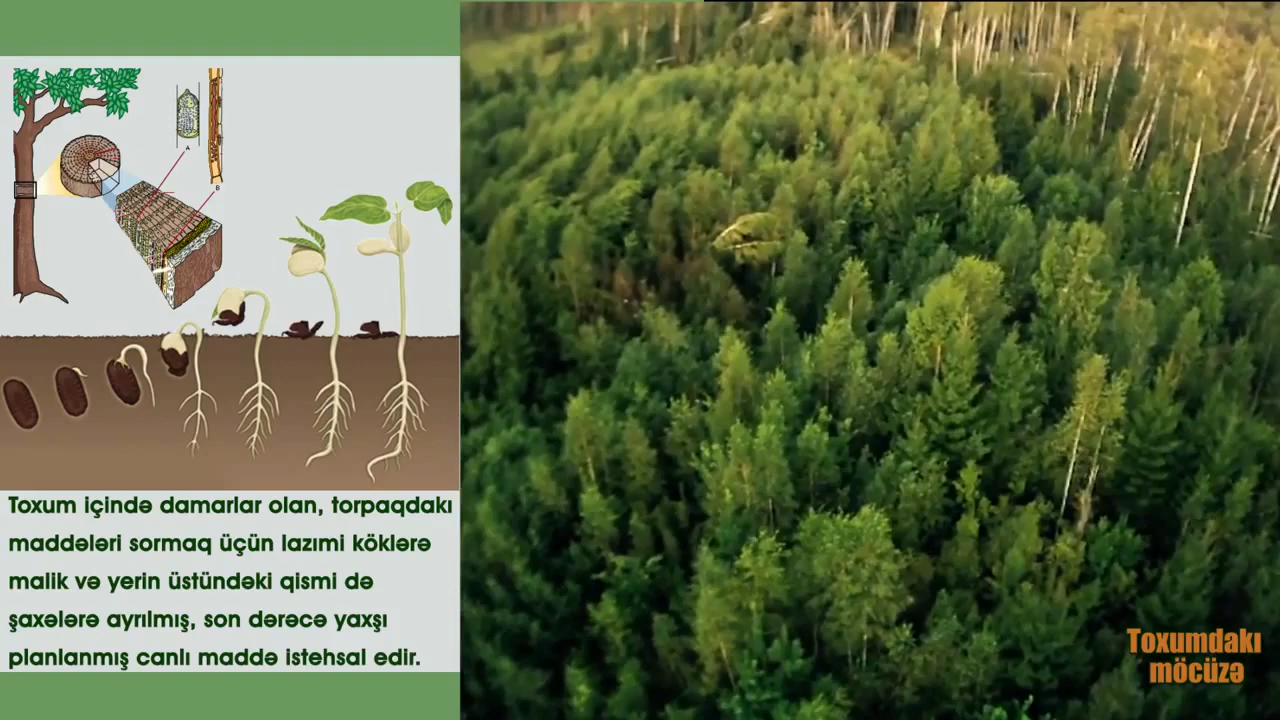 A
B
Toxum içində damarlar olan, torpaqdakı
maddələri sormaq üçün lazımi köklərə
malik və yerin üstündəki qismi də
şaxələrə ayrılmış, son dərəcə yaxşı
planlanmış canlı maddə istehsal edir.
Toxumdakı
möcüzə